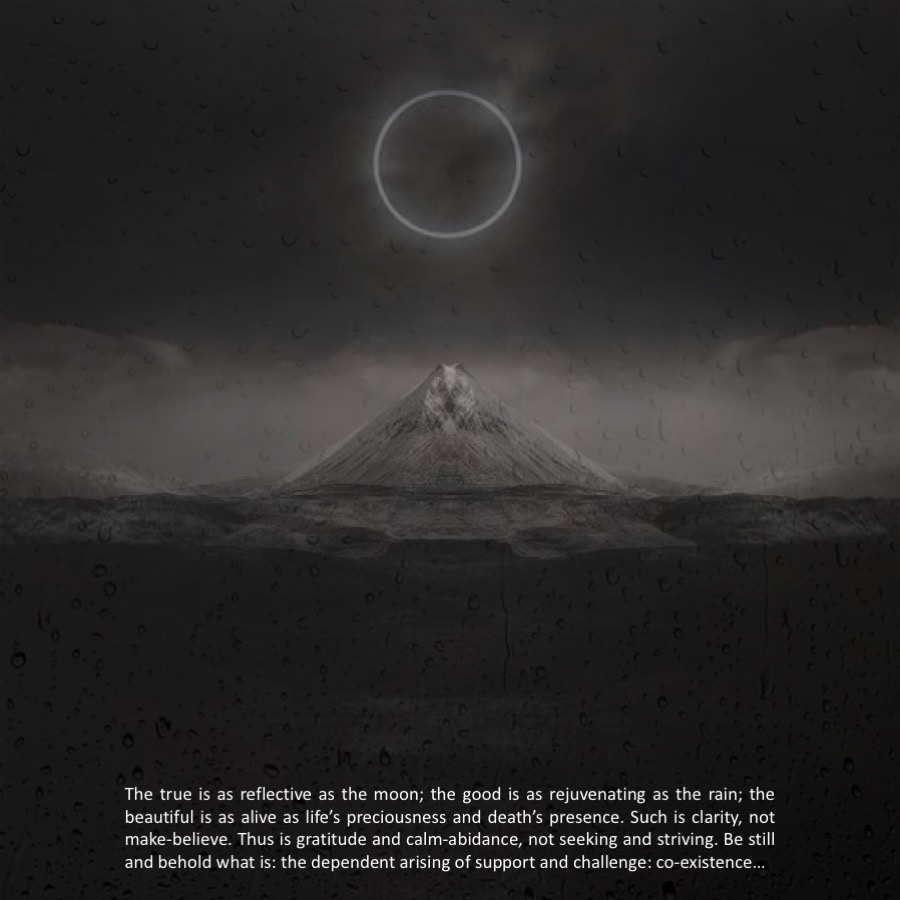 The true is as reflective as the moon; the good is as rejuvenating as the rain; the
beautiful is as alive as life’s preciousness and death’s presence. Such is clarity, not
make-believe. Thus is gratitude and calm-abidance, not seeking and striving. Be still
and behold what is: the dependent arising of support and challenge: co-existence...